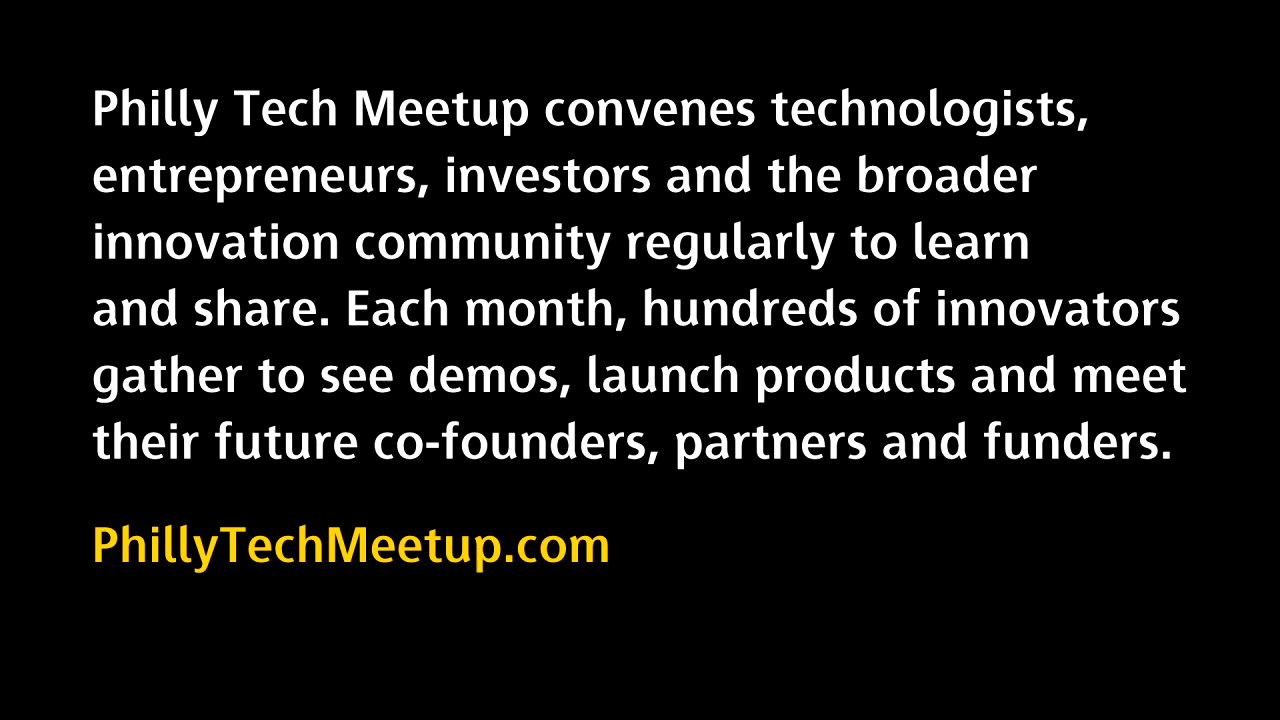 Philly Tech Meetup convenes technologists,
entrepreneurs, investors and the broader
innovation community regularly to learn
and share. Each month, hundreds of innovators
gather to see demos, launch products and meet
their future co-founders, partners and funders.
PhillyTechMeetup.com